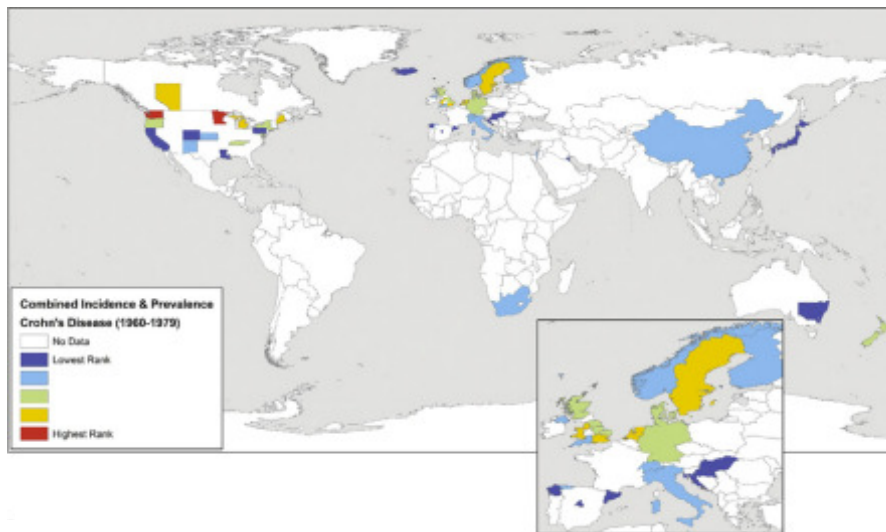 Combined Incidence & Prevalence
Crohn's Disease (1960-1979)
No Data
Lowest Rank
Highest Rank